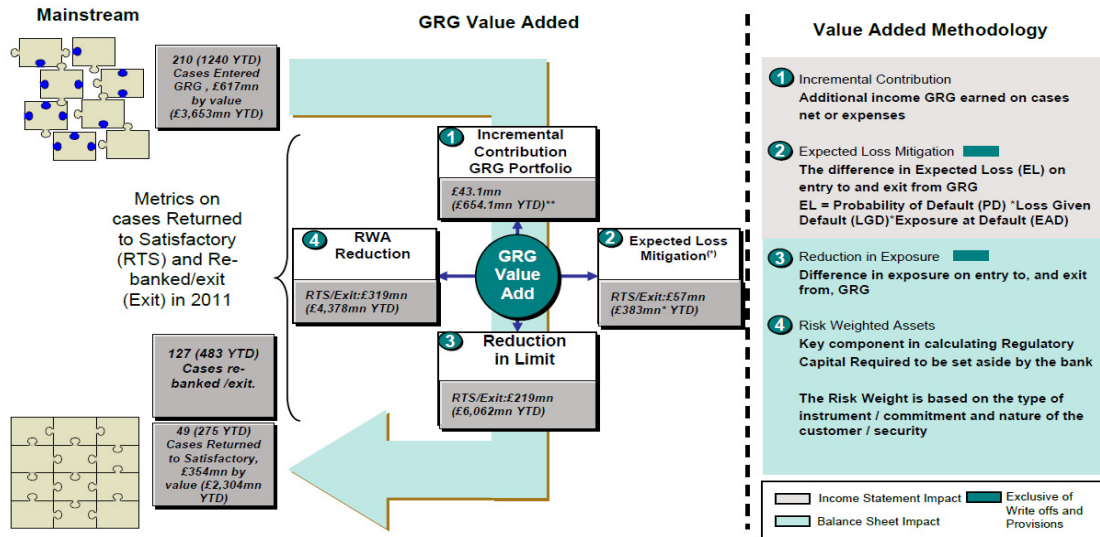 Mainstream
GRG Value Added
Value Added Methodology
210 (1240 YTD)
Cases Entered
GRG , £617mn
by value
(£3,653mn YTD)
Metrics on
cases Returned
to Satisfactory
(RTS) and Re-
banked/exit
(Exit) in 2011
127 (483 YTD)
Cases re-
banked /exit.
49 (275 YTD)
Cases Returned
to Satisfactory,
£354mn by
value (£2,304mn
YTD)
1
Incremental
Contribution
GRG Portfolio
£43.1mn
(£654.1mn YTD)**
4
RWA
Reduction
RTS/Exit:£319mn
(£4,378mn YTD)
GRG
Value
Add
2
Expected Loss
Mitigation(*)
RTS/Exit:£57mn
(£383mn* YTD)
3
Reduction
in Limit
RTS/Exit:£219mn
(£6,062mn YTD)
1 Incremental Contribution
Additional income GRG earned on cases
net or expenses
2 Expected Loss Mitigation
The difference in Expected Loss (EL) on
entry to and exit from GRG
EL = Probability of Default (PD) *Loss Given
Default (LGD)*Exposure at Default (EAD)
3 Reduction in Exposure
Difference in exposure on entry to, and exit
from, GRG
4 Risk Weighted Assets
Key component in calculating Regulatory
Capital Required to be set aside by the bank
The Risk Weight is based on the type of
instrument / commitment and nature of the
customer / security
Income Statement Impact
Balance Sheet Impact
Exclusive of
Write offs and
Provisions